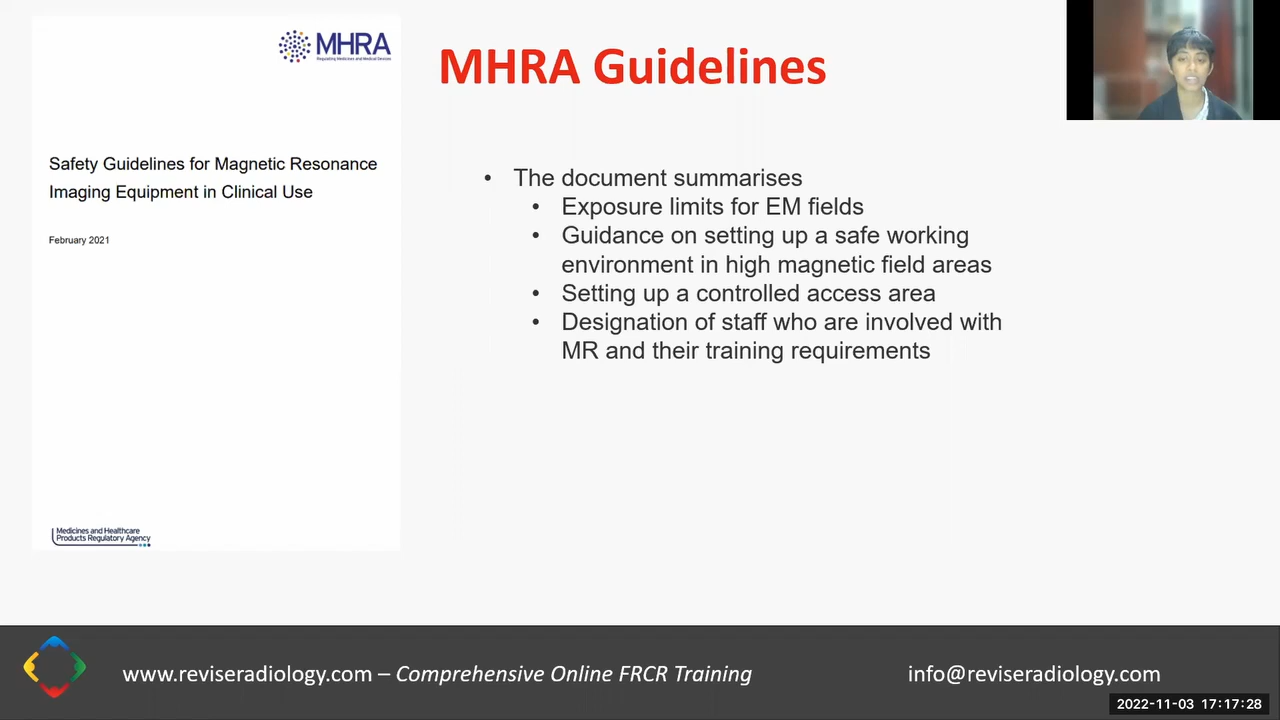 MHRA
Regulating Medicines and Medical Devices
Safety Guidelines for Magnetic Resonance
Imaging Equipment in Clinical Use
February 2021
Medicines and Healthcare
Products Regulatory Agency
MHRA Guidelines
• The document summarises
• Exposure limits for EM fields
• Guidance on setting up a safe working
environment in high magnetic field areas
• Setting up a controlled access area
• Designation of staff who are involved with
MR and their training requirements
www.reviseradiology.com – Comprehensive Online FRCR Training
info@reviseradiology.com
2022-11-03 17:17:28